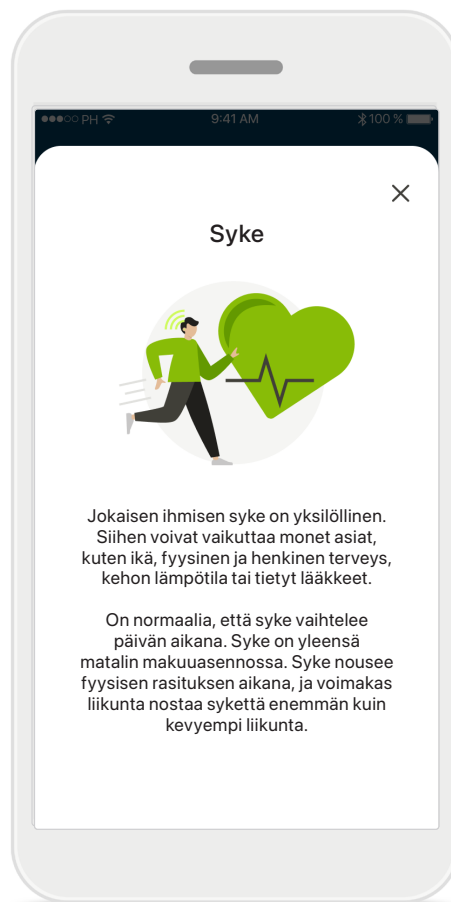 PH 9:41 AM 100 %
Syke
Jokaisen ihmisen syke on yksilöllinen.
Siihen voivat vaikuttaa monet asiat,
kuten ikä, fyysinen ja henkinen terveys,
kehon lämpötila tai tietyt lääkkeet.
On normaalia, että syke vaihtelee
päivän aikana. Syke on yleensä
matalin makuuasennossa. Syke nousee
fyysisen rasituksen aikana, ja voimakas
liikunta nostaa sykettä enemmän kuin
kevyempi liikunta.